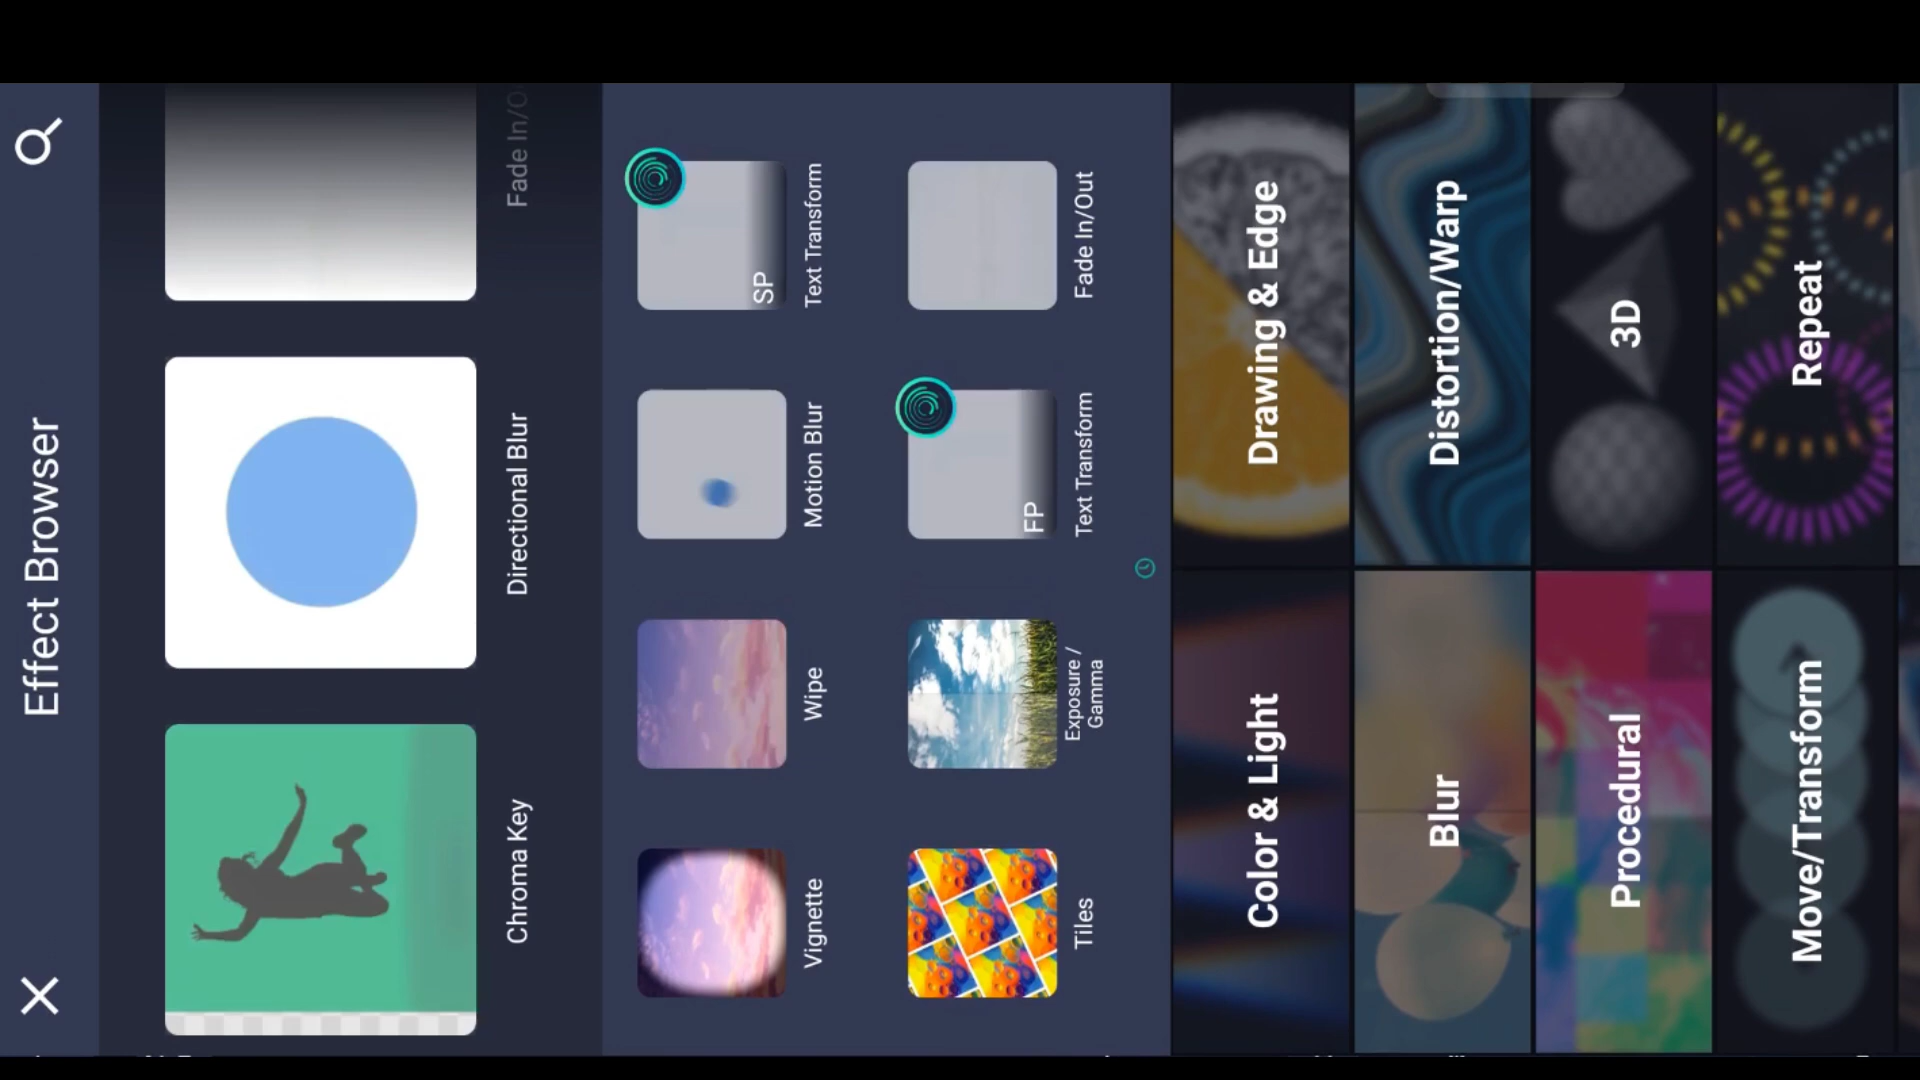 Effect Browser
Chroma Key
Directional Blur
Fade In/O
Vignette
Wipe
Motion Blur
SP
Text Transform
Tiles
Exposure /
Gamma
FP
Text Transform
Fade In/Out
Color & Light
Drawing & Edge
Blur
Distortion/Warp
Procedural
3D
Move/Transform
Repeat